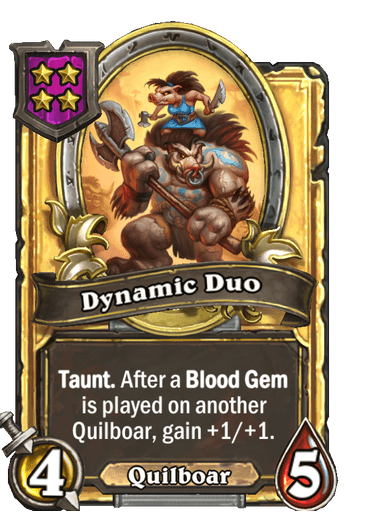 Dynamic Duo
Taunt. After a Blood Gem
is played on another
Quilboar, gain +1/+1.
4
Quilboar
5